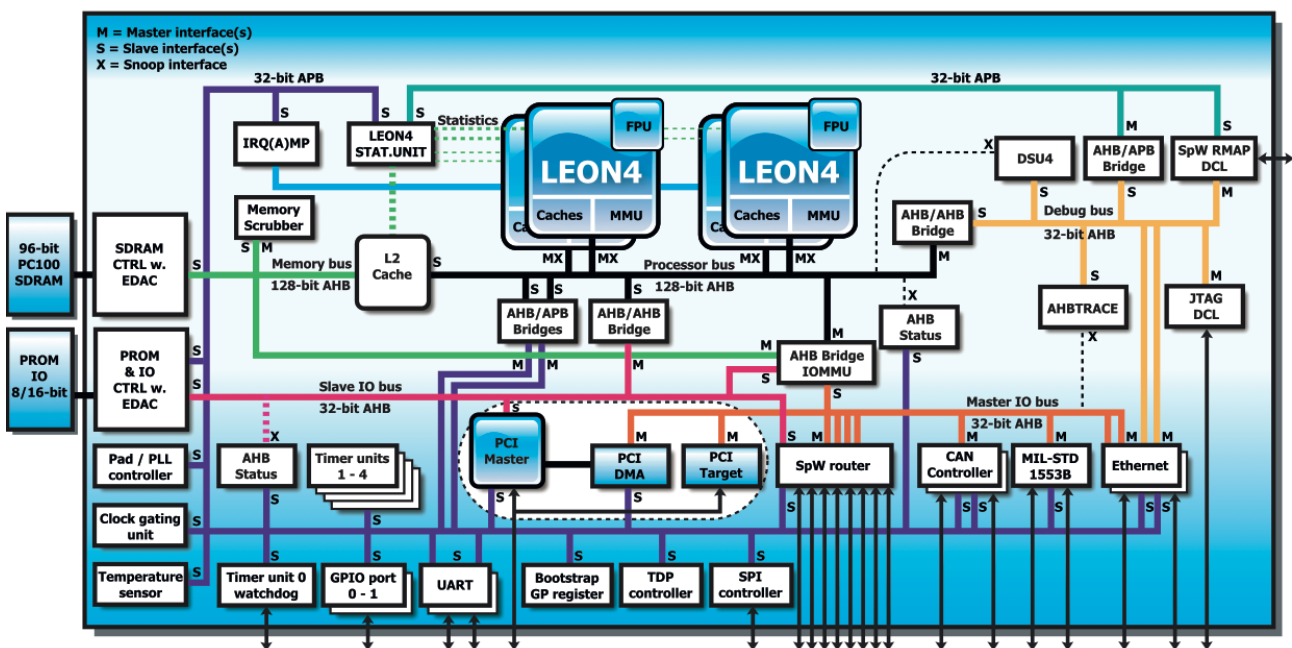 M = Master interface(s)
S = Slave interface(s)
X = Snoop interface
32-bit APB
32-bit APB
S
S
S
Statistics
IRQ(A)MP
LEON4
STAT.UNIT
FPU
LEON4
Caches
MMU
Ca
FPU
LEON4
Caches
MMU
Ca
X
DSU4
S
M
AHB/APB
Bridge
S
S
SpW RMAP
DCL
M
Memory
Scrubber
S
M
AHB/AHB
Bridge
S
M
Debug bus
32-bit AHB
96-bit
PC100
SDRAM
SDRAM
CTRL w.
EDAC
S
Memory bus
128-bit AHB
L2
Cache
S
MX
MX
Processor bus
128-bit AHB
MX
MX
S
S
AHB/APB
Bridges
M
M
S
AHB/AHB
Bridge
M
X
AHB
Status
S
S
AHBTRACE
X
M
JTAG
DCL
PROM
IO
8/16-bit
PROM
& IO
CTRL w.
EDAC
S
S
M
M
S
AHB Bridge
IOMMU
S
Slave IO bus
32-bit AHB
Master IO bus
32-bit AHB
Pad / PLL
controller
S
X
AHB
Status
S
Timer units
1 - 4
S
S
PCI
Master
S
M
PCI
DMA
S
M
PCI
Target
S
M
SpW router
S
M
CAN
Controller
S
S
M
MIL-STD
1553B
S
M
M
Ethernet
S
S
Clock gating
unit
S
Temperature
sensor
S
S
Timer unit 0
watchdog
S
GPIO port
0 - 1
S
S
UART
S
Bootstrap
GP register
S
TDP
controller
S
SPI
controller